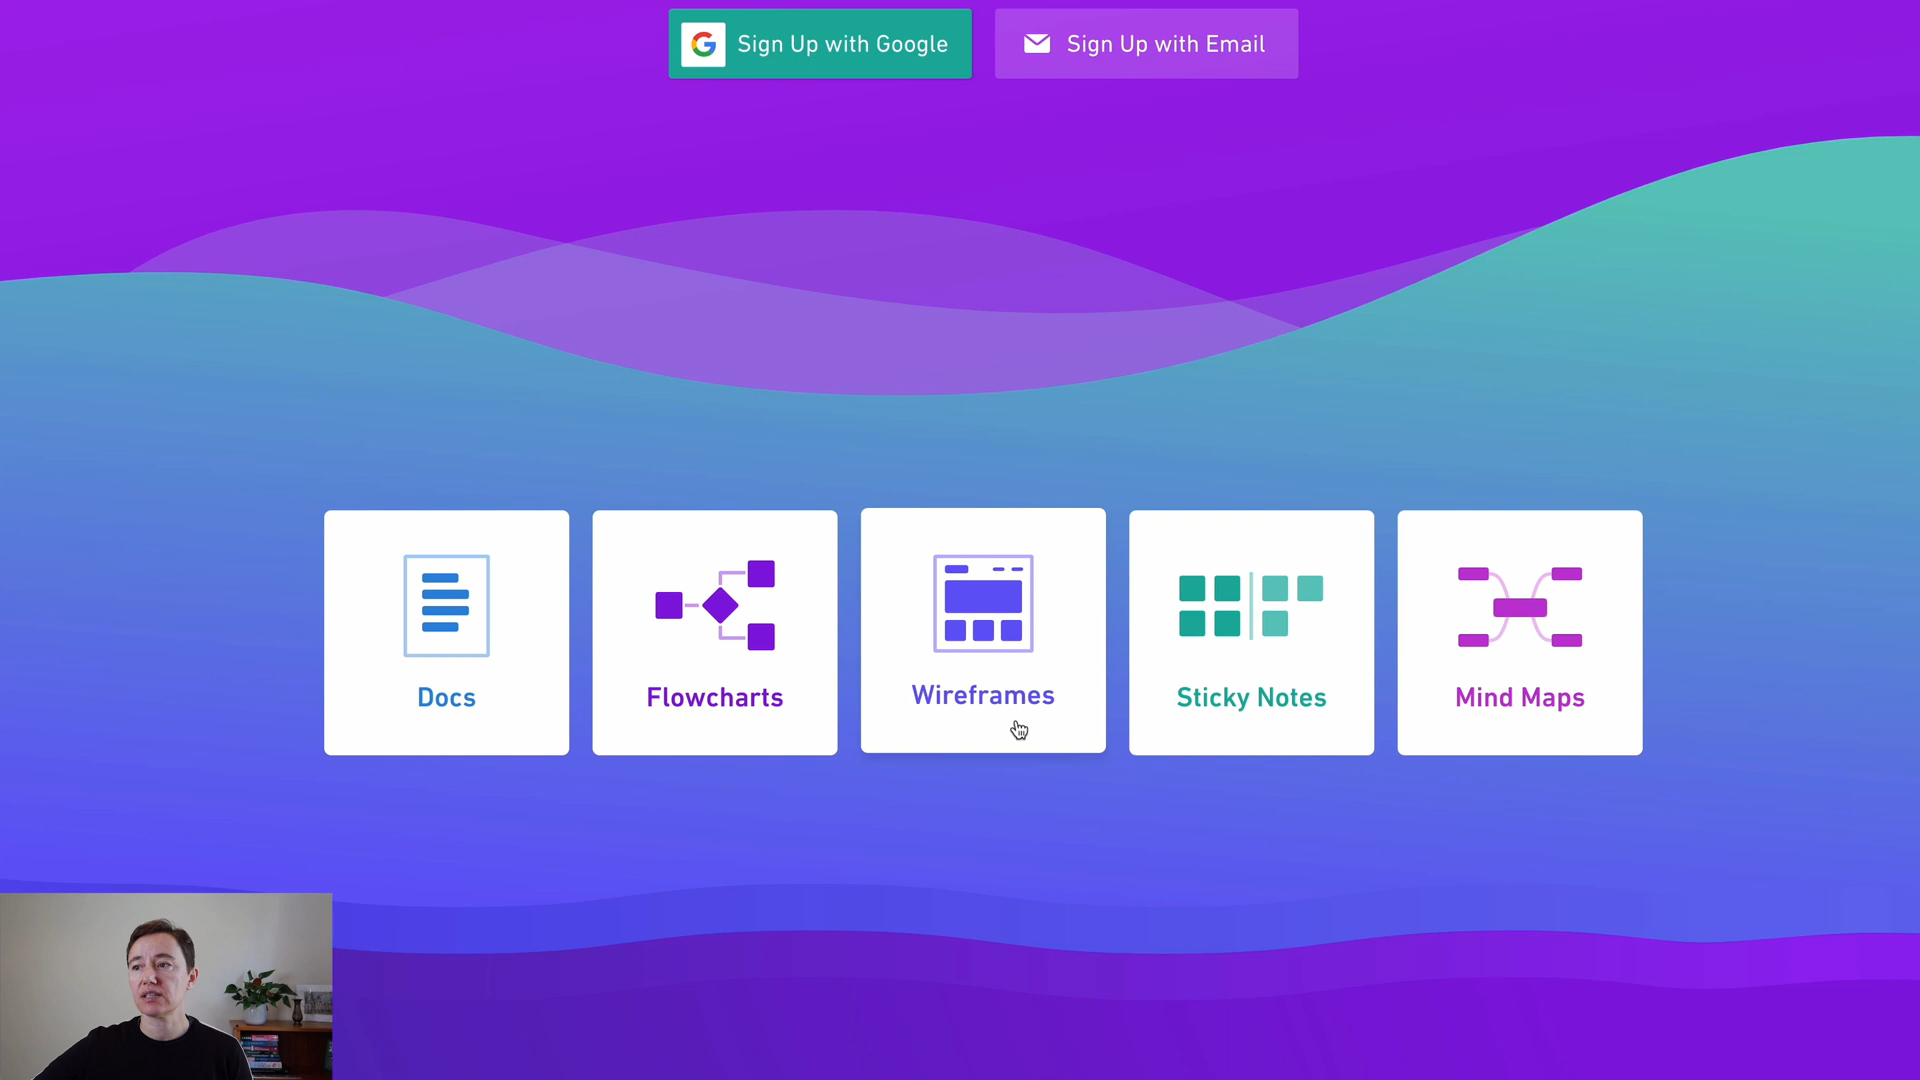 Sign Up with Google
Sign Up with Email
Docs
Flowcharts
Wireframes
Sticky Notes
Mind Maps